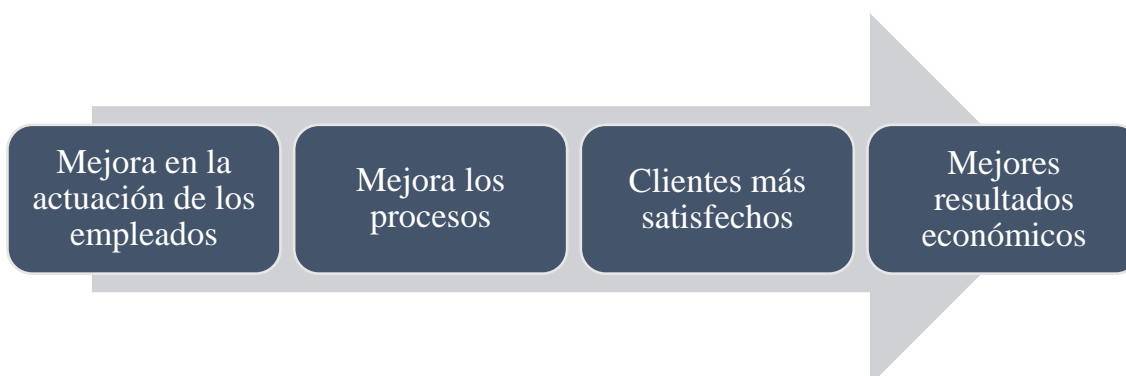 Mejora en la
actuación de los
empleados
Mejora los
procesos
Clientes más
satisfechos
Mejores
resultados
económicos